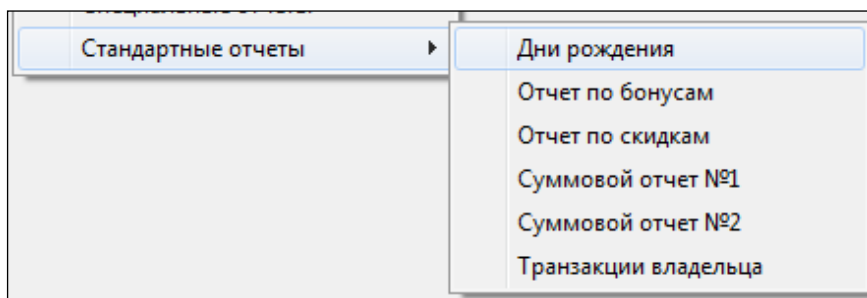 Стандартные отчеты
Дни рождения
Отчет по бонусам
Отчет по скидкам
Суммовой отчет №1
Суммовой отчет №2
Транзакции владельца